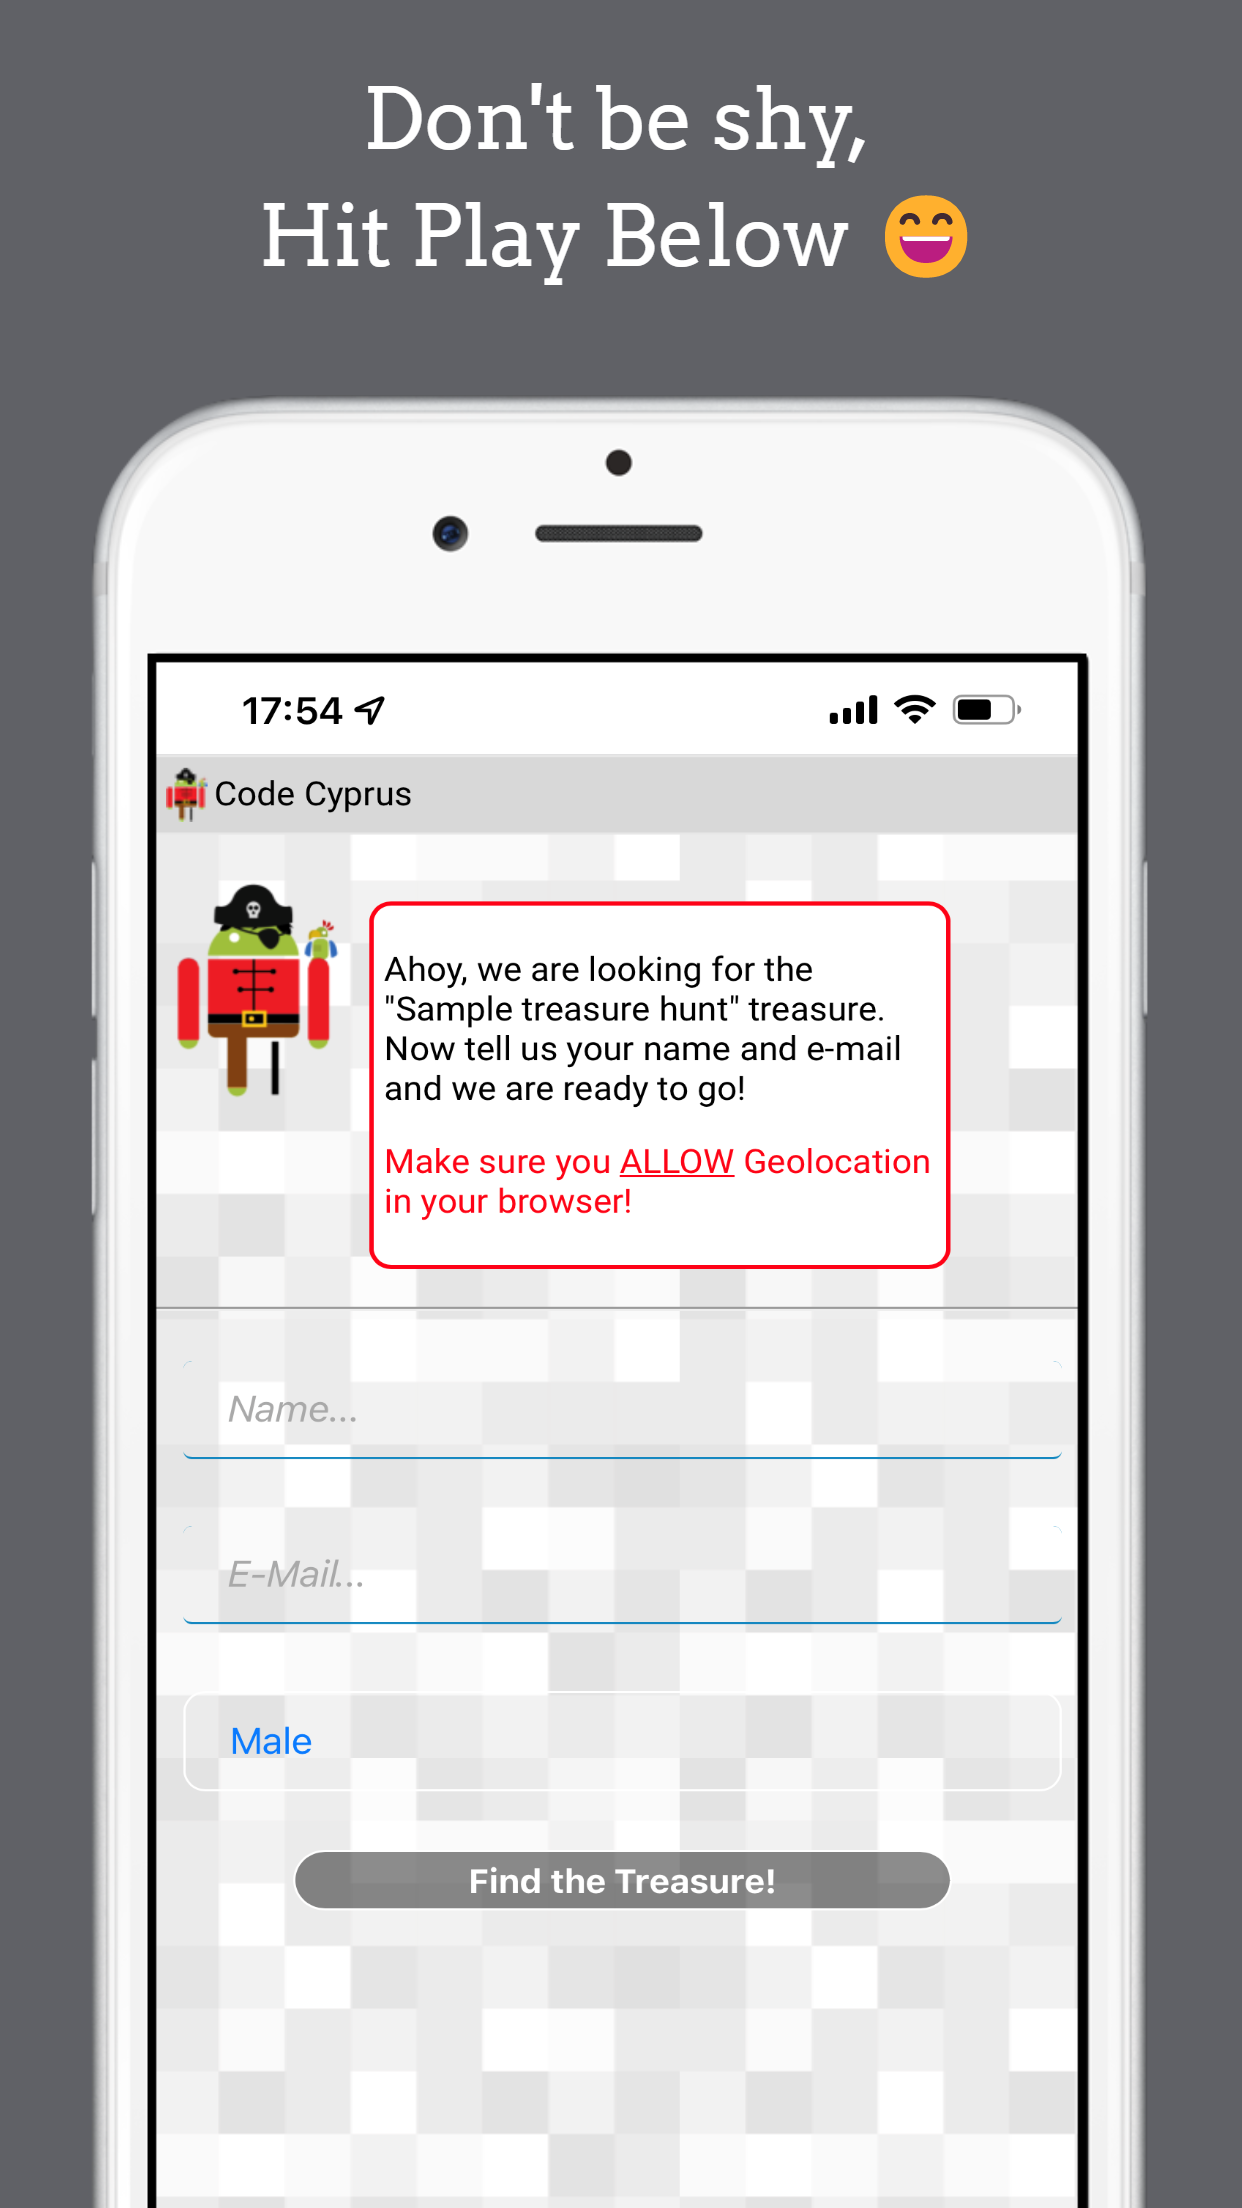 Don't be shy,
Hit Play Below 😄
17:54
Code Cyprus
Ahoy, we are looking for the
"Sample treasure hunt" treasure.
Now tell us your name and e-mail
and we are ready to go!
Make sure you ALLOW Geolocation
in your browser!
Name...
E-Mail...
Male
Find the Treasure!